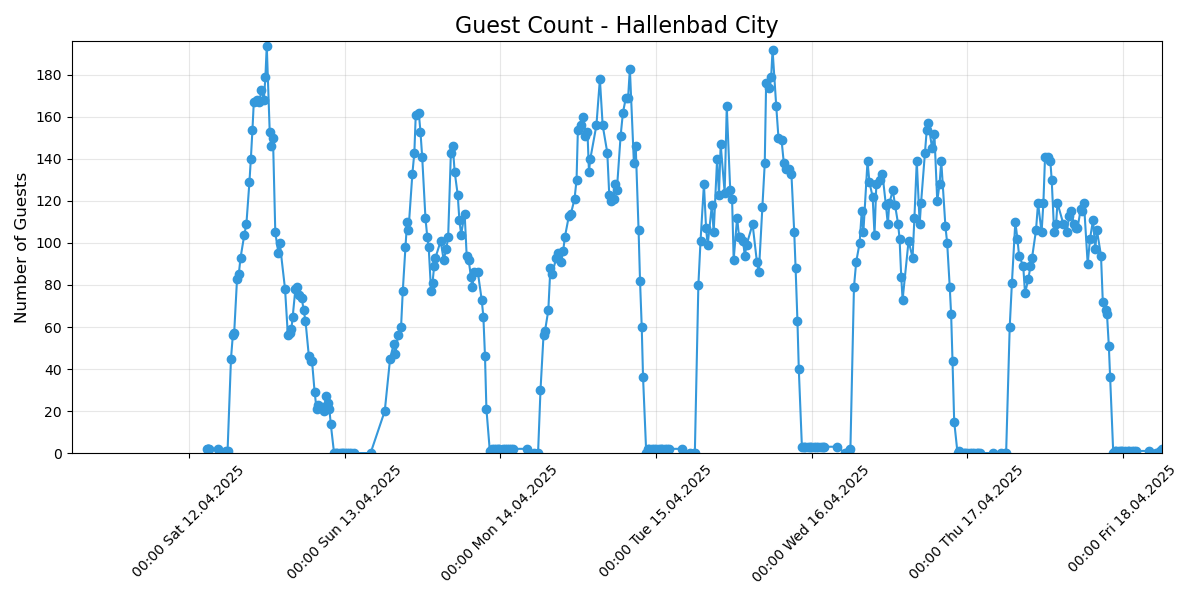 Guest Count - Hallenbad City
Number of Guests
180
160
140
120
100
80
60
40
20
0
00:00 Sat 12.04.2025
00:00 Sun 13.04.2025
00:00 Mon 14.04.2025
00:00 Tue 15.04.2025
00:00 Wed 16.04.2025
00:00 Thu 17.04.2025
00:00 Fri 18.04.2025